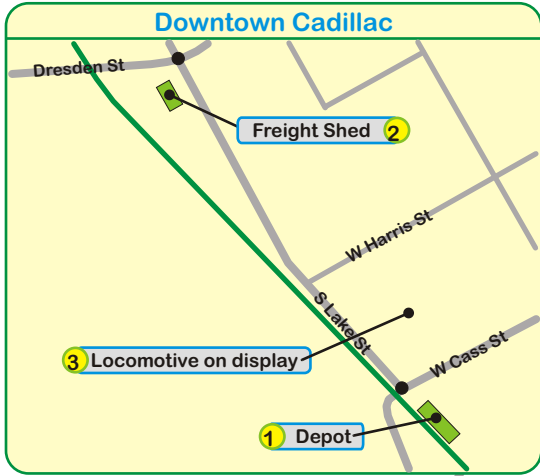 Downtown Cadillac
Dresden St
Freight Shed 2
W Harris St
S Lake St
3 Locomotive on display
W Cass St
1 Depot